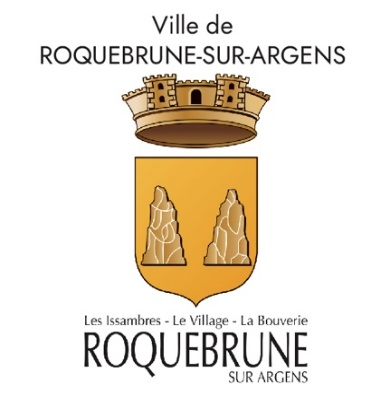 Ville de
ROQUEBRUNE-SUR-ARGENS
Les Issambres - Le Village - La Bouverie
ROQUEBRUNE
SUR ARGENS